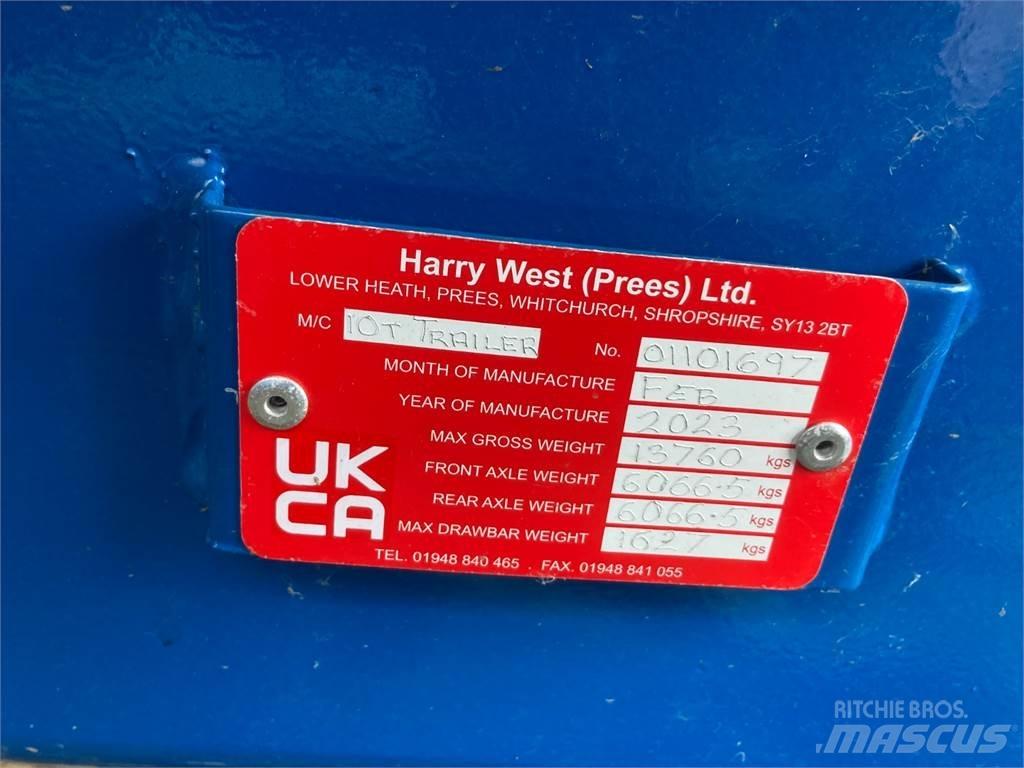 Harry West (Prees) Ltd.
LOWER HEATH, PREES, WHITCHURCH, SHROPSHIRE, SY13 2BT
M/C 10T TRAILER No. 01101697
MONTH OF MANUFACTURE FEB
YEAR OF MANUFACTURE 2023
MAX GROSS WEIGHT 13760 kgs
FRONT AXLE WEIGHT 6066.5 kgs
REAR AXLE WEIGHT 6066.5 kgs
MAX DRAWBAR WEIGHT 1627 kgs
UK
CA
TEL. 01948 840 465 . FAX. 01948 841 055
RITCHIE BROS.
MASCUS